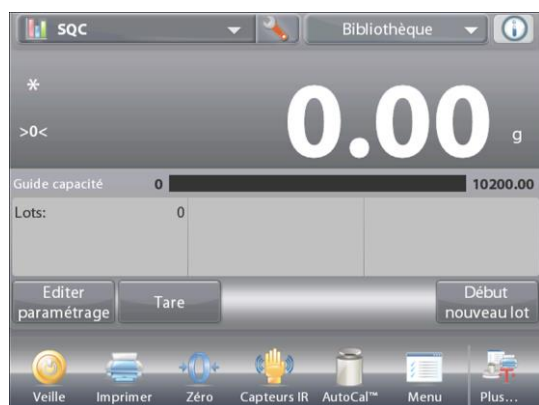 SQC
Bibliothèque
*
>0<
0.00 g
Guide capacité 0 10200.00
Lots: 0
Editer
paramétrage
Tare
Début
nouveau lot
Veille Imprimer Zéro Capteurs IR AutoCal™ Menu Plus...